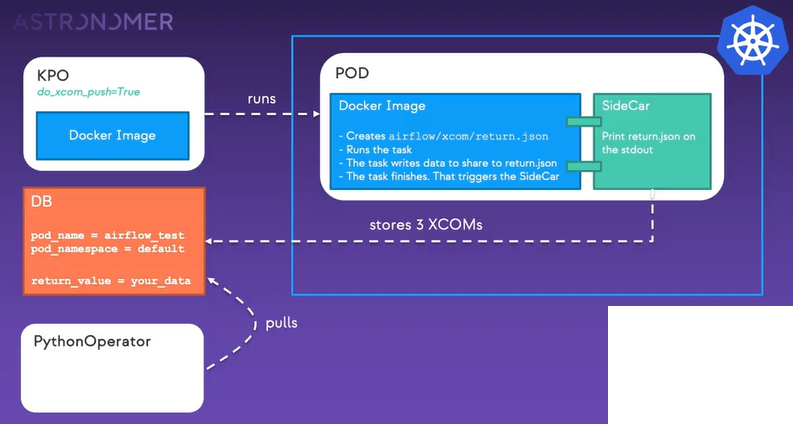 ASTRONOMER
KPO
do_xcom_push=True
Docker Image
runs
POD
Docker Image
- Creates airflow/xcom/return.json
- Runs the task
- The task writes data to share to return.json
- The task finishes. That triggers the SideCar
SideCar
Print return.json on
the stdout
DB
pod_name = airflow_test
pod_namespace = default
return_value = your_data
stores 3 XCOMs
pulls
PythonOperator